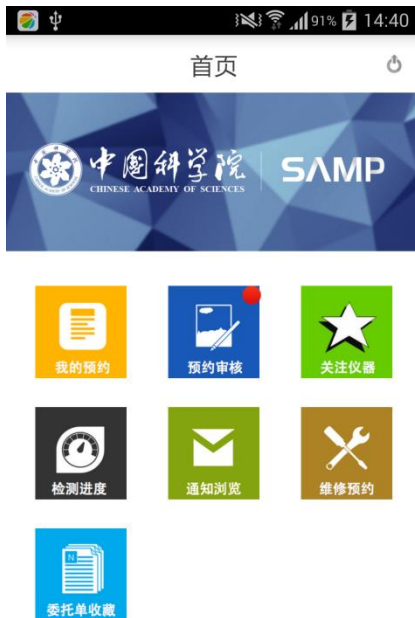 91% 14:40
首页
中国科学院
CHINESE ACADEMY OF SCIENCES
SAMP
我的预约
预约审核
关注仪器
检测进度
通知浏览
维修预约
N
委托单收藏